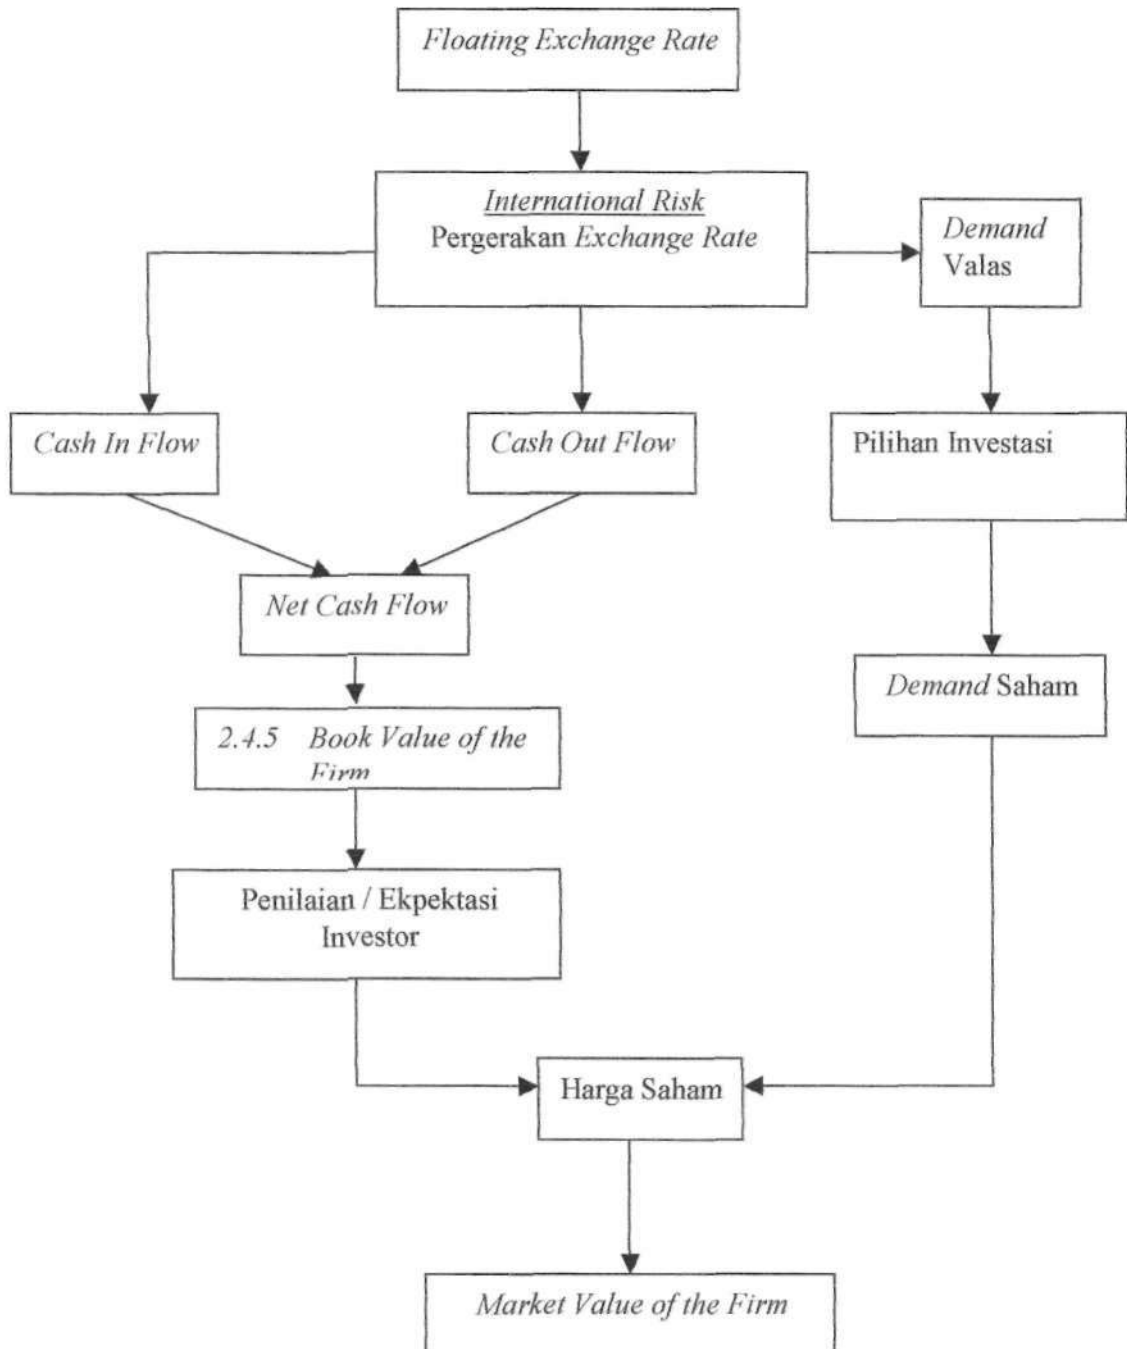 Floating Exchange Rate
International Risk
Pergerakan Exchange Rate
Demand
Valas
Cash In Flow
Cash Out Flow
Pilihan Investasi
Net Cash Flow
Demand Saham
2.4.5 Book Value of the
Firm
Penilaian / Ekpektasi
Investor
Harga Saham
Market Value of the Firm